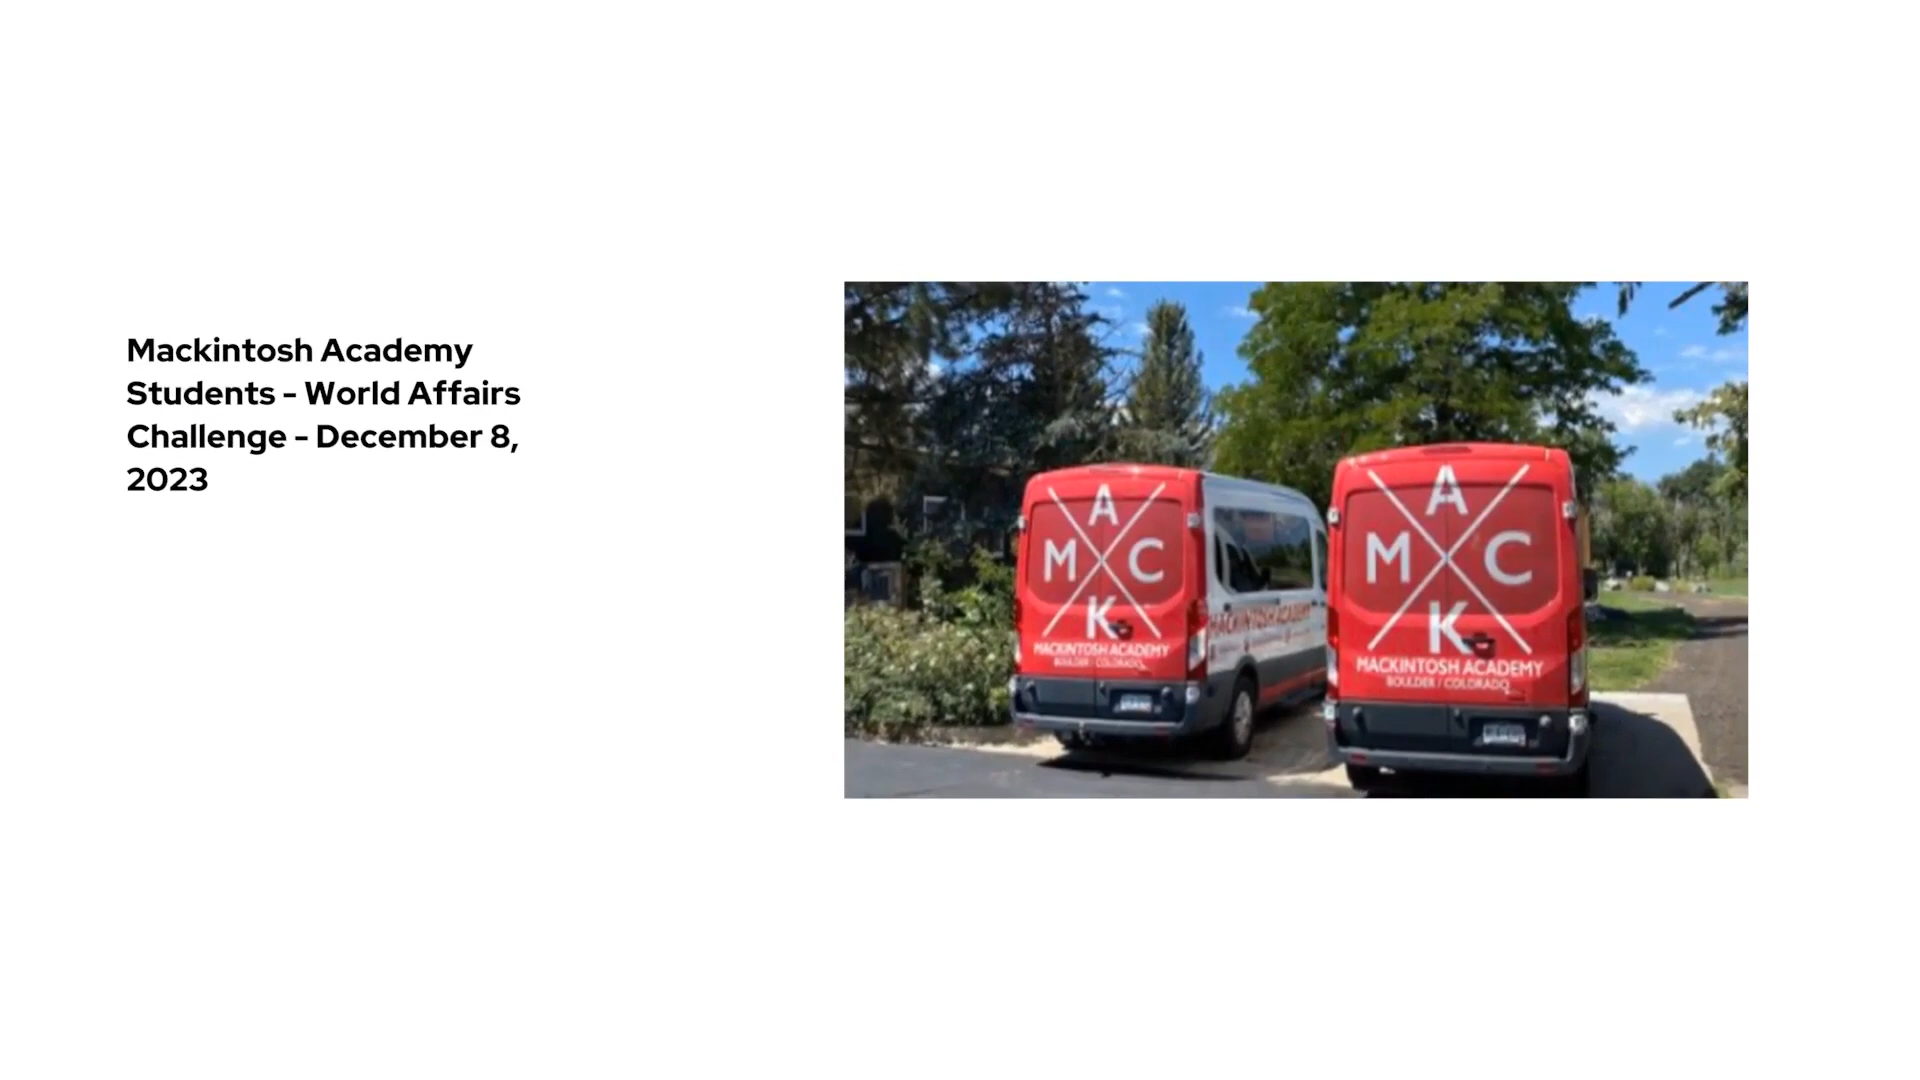 Mackintosh Academy
Students - World Affairs
Challenge - December 8,
2023
A
M C
K
MACKINTOSH ACADEMY
BOULDER / COLORADO
MACKINTOSH ACADEMY
A
M C
K
MACKINTOSH ACADEMY
BOULDER / COLORADO